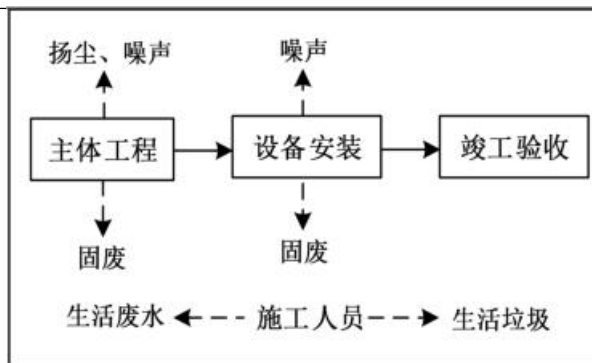 扬尘、噪声 噪声
主体工程 设备安装 竣工验收
固废 固废
生活废水 施工人员 生活垃圾